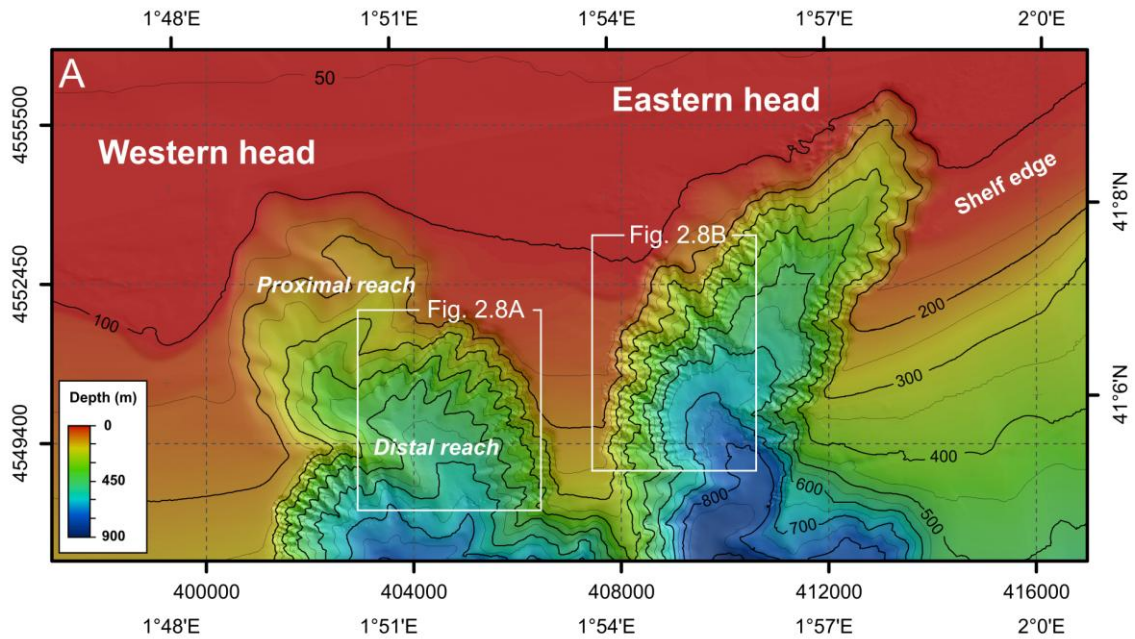 1°48'E 1°51'E 1°54'E 1°57'E 2°0'E
A
50
Eastern head
Western head
Shelf edge
4555500
41°8'N
Fig. 2.8B
Proximal reach
4552450
Fig. 2.8A
200
100
300
Depth (m)
0
450
900
41°6'N
4549400
Distal reach
400
800
600
500
700
400000 404000 408000 412000 416000
1°48'E 1°51'E 1°54'E 1°57'E 2°0'E